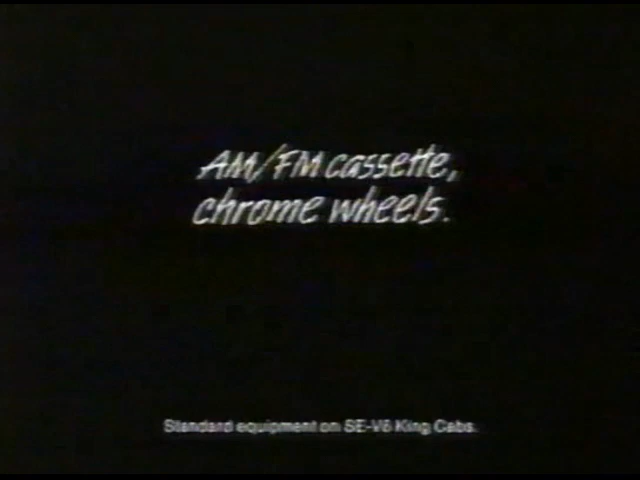 AM/FM cassette,
chrome wheels.
Standard equipment on SE-V6 King Cabs.